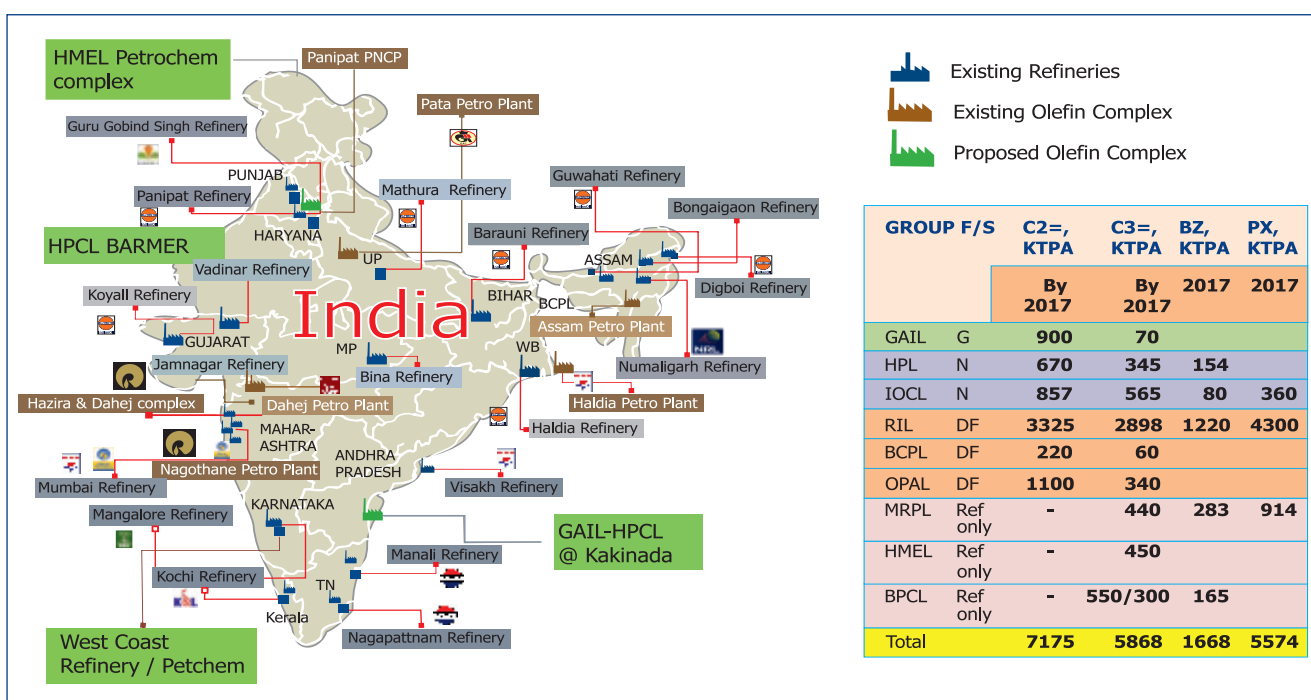 HMEL Petrochem
complex
Panipat PNCP
Pata Petro Plant
Guru Gobind Singh Refinery
PUNJAB
Panipat Refinery
Mathura Refinery
HARYANA
HPCL BARMER
Vadinar Refinery
Koyall Refinery
UP
Guwahati Refinery
Bongaigaon Refinery
Barauni Refinery
ASSAM
Digboi Refinery
BIHAR
BCPL
Assam Petro Plant
India
GUJARAT
MP
WB
Numaligarh Refinery
NRL
Jamnagar Refinery
Bina Refinery
Hazira & Dahej complex
Dahej Petro Plant
Haldia Petro Plant
Haldia Refinery
MAHAR-
ASHTRA
Nagothane Petro Plant
ANDHRA
PRADESH
Mumbai Refinery
Visakh Refinery
Mangalore Refinery
KARNATAKA
GAIL-HPCL
@ Kakinada
Manali Refinery
Kochi Refinery
TN
Kerala
Nagapattnam Refinery
West Coast
Refinery / Petchem
Existing Refineries
Existing Olefin Complex
Proposed Olefin Complex
GROUP F/S C2=, KTPA C3=, KTPA BZ, KTPA PX, KTPA
By 2017 By 2017 2017 2017
GAIL G 900 70
HPL N 670 345 154
IOCL N 857 565 80 360
RIL DF 3325 2898 1220 4300
BCPL DF 220 60
OPAL DF 1100 340
MRPL Ref only - 440 283 914
HMEL Ref only - 450
BPCL Ref only - 550/300 165
Total 7175 5868 1668 5574